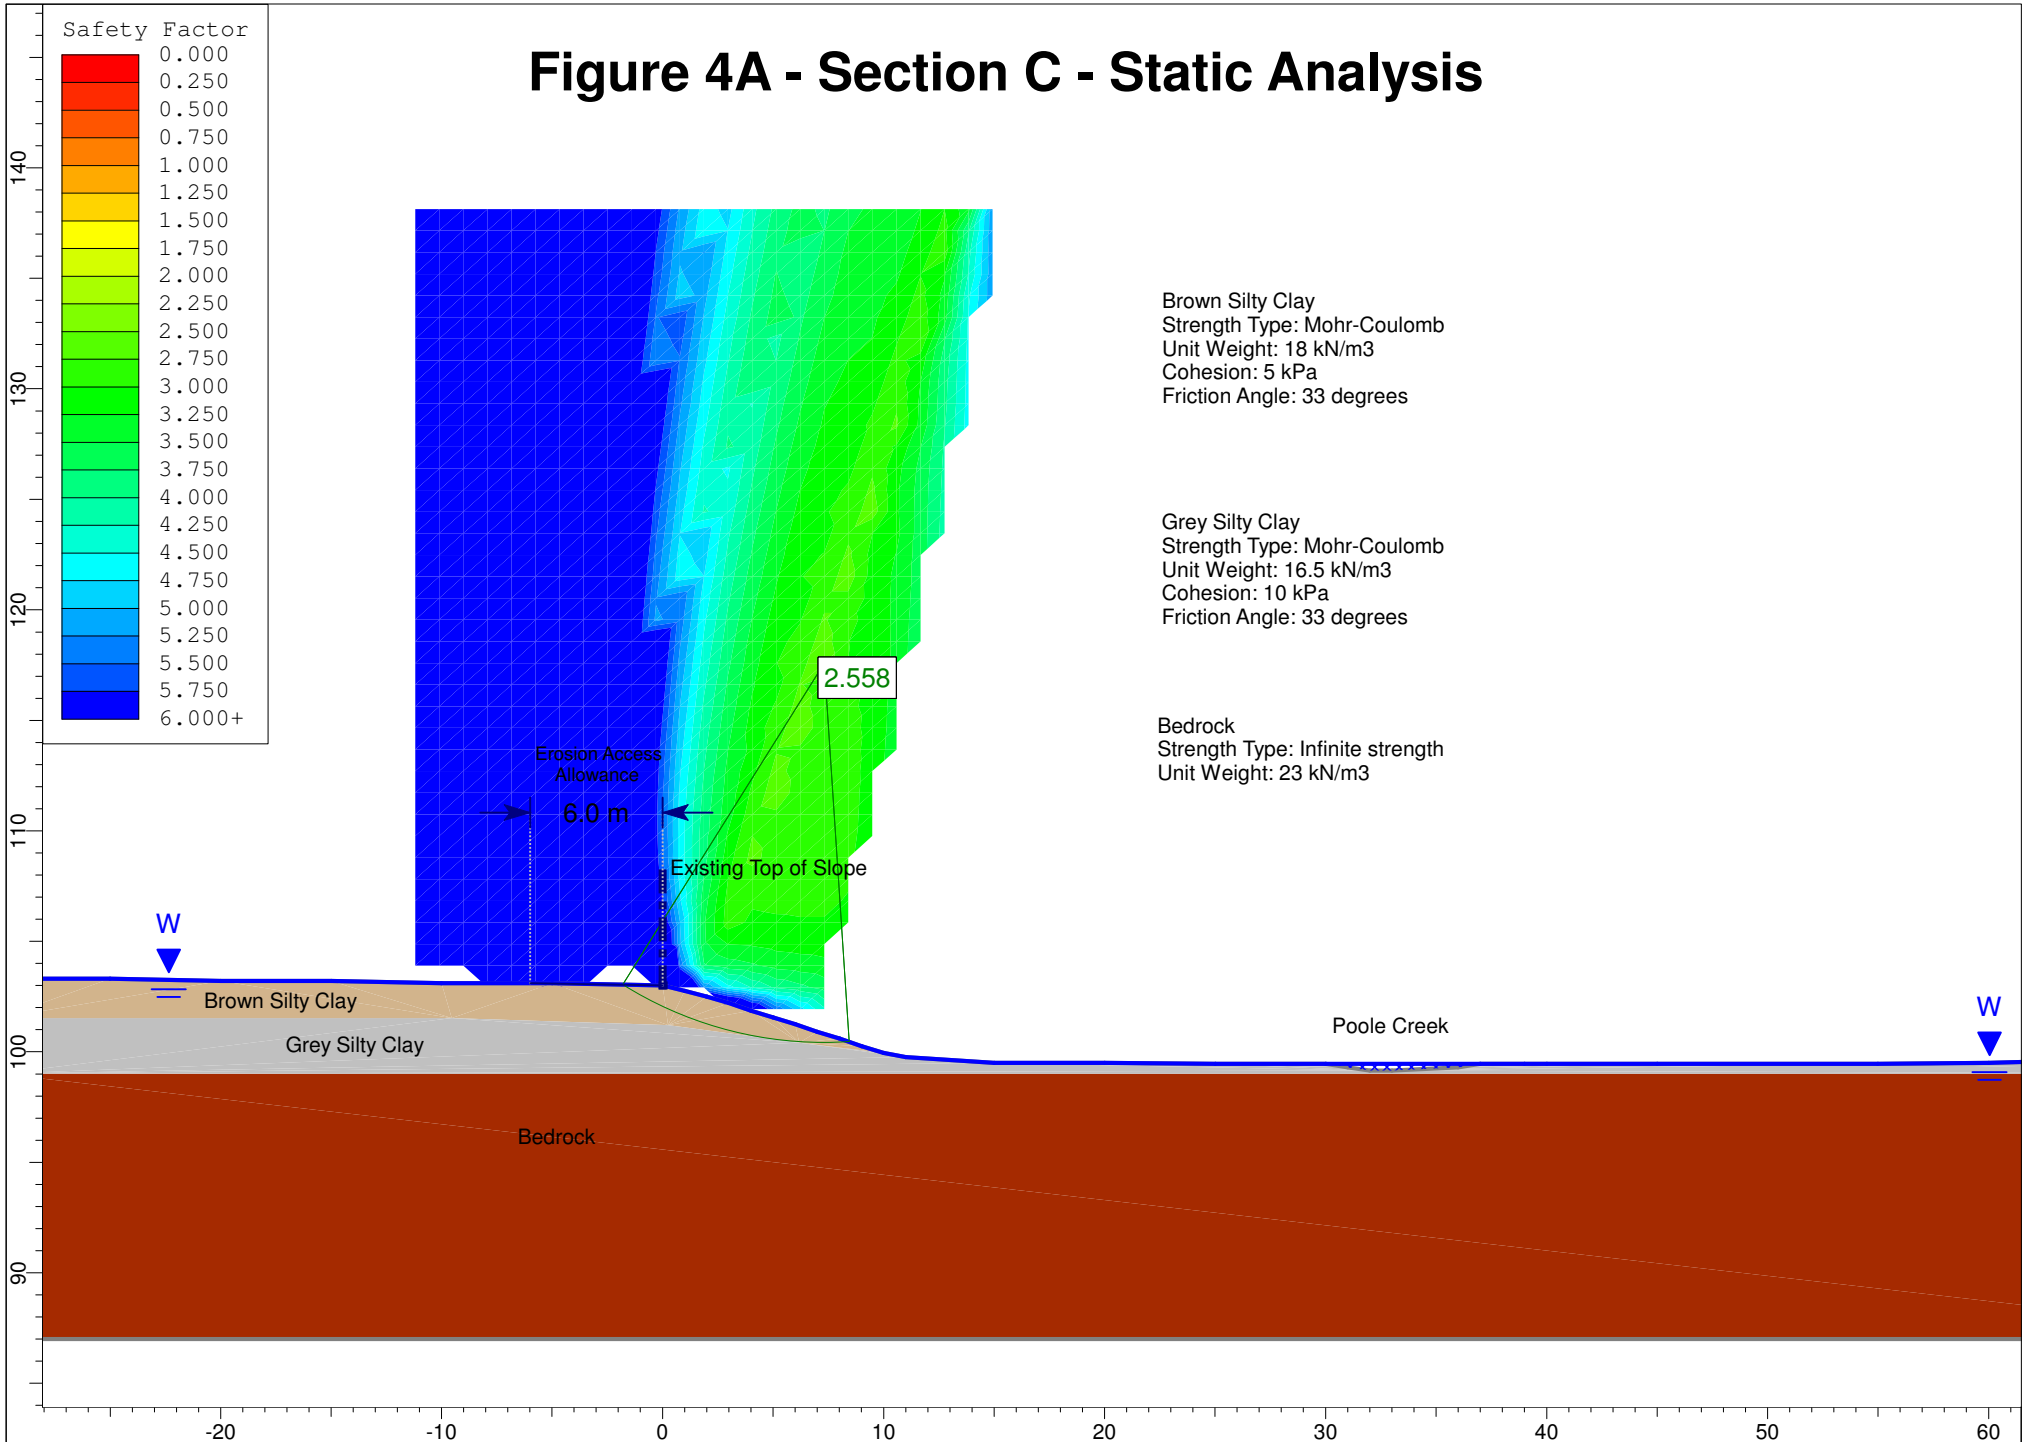 Safety Factor
0.000
0.250
0.500
0.750
1.000
1.250
1.500
1.750
2.000
2.250
2.500
2.750
3.000
3.250
3.500
3.750
4.000
4.250
4.500
4.750
5.000
5.250
5.500
5.750
6.000+
Figure 4A - Section C - Static Analysis
Brown Silty Clay
Strength Type: Mohr-Coulomb
Unit Weight: 18 kN/m3
Cohesion: 5 kPa
Friction Angle: 33 degrees
Grey Silty Clay
Strength Type: Mohr-Coulomb
Unit Weight: 16.5 kN/m3
Cohesion: 10 kPa
Friction Angle: 33 degrees
Bedrock
Strength Type: Infinite strength
Unit Weight: 23 kN/m3
2.558
Erosion Access
Allowance
6.0 m
Existing Top of Slope
W
Brown Silty Clay
Grey Silty Clay
Poole Creek
W
Bedrock
140
130
120
110
100
90
-20 -10 0 10 20 30 40 50 60